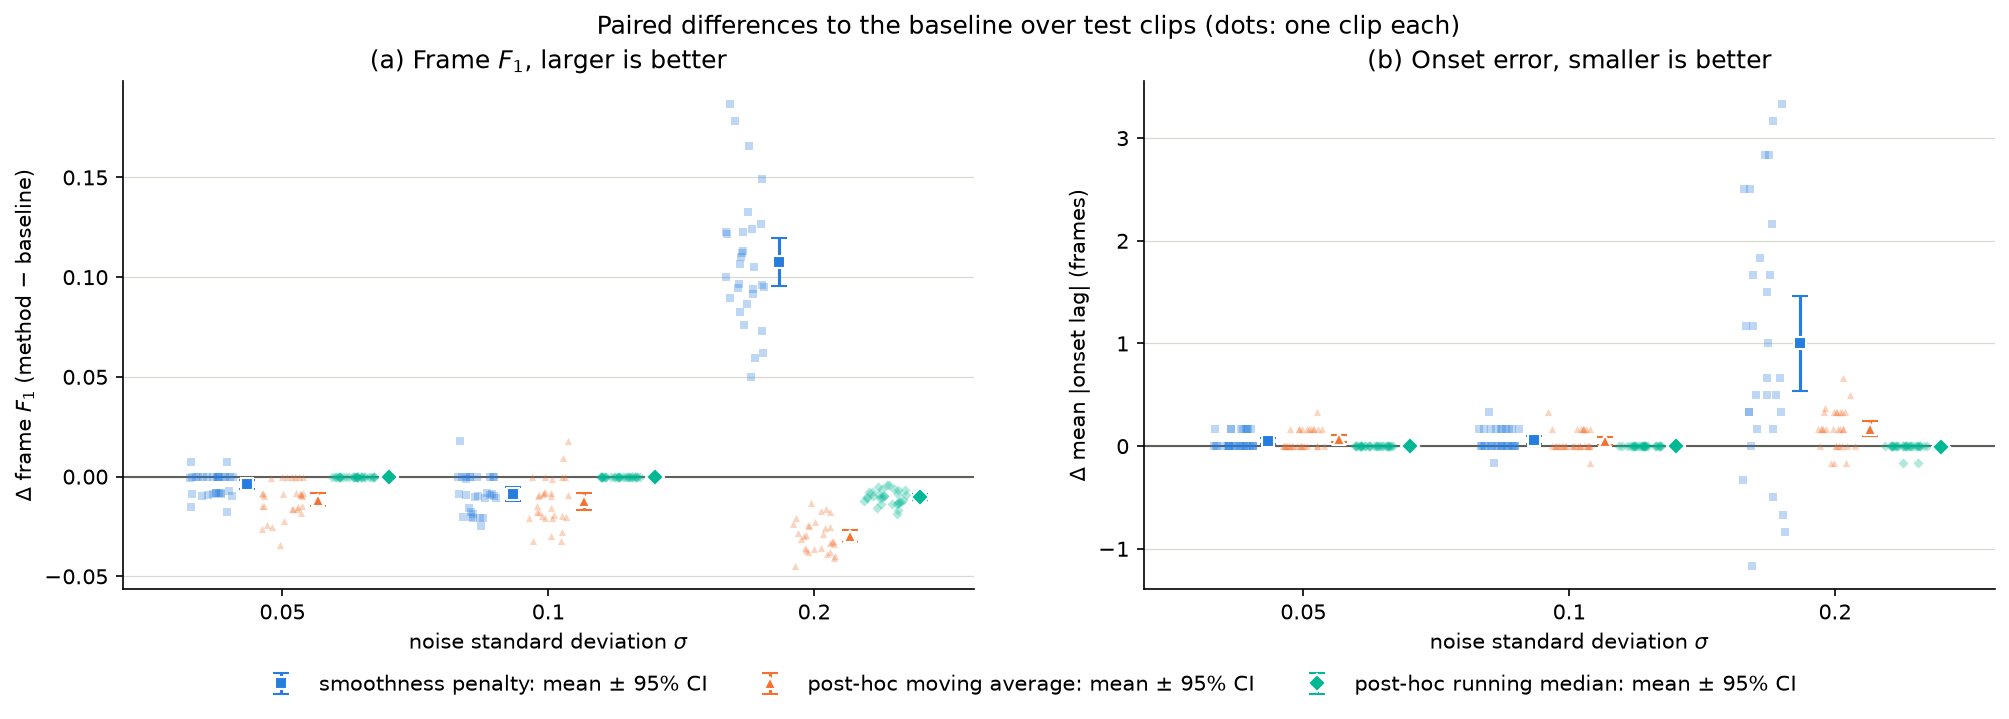 Paired differences to the baseline over test clips (dots: one clip each)
(a) Frame F₁, larger is better
Δ frame F₁ (method − baseline)
0.15
0.10
0.05
0.00
−0.05
0.05
0.1
0.2
noise standard deviation σ
(b) Onset error, smaller is better
Δ mean |onset lag| (frames)
3
2
1
0
−1
0.05
0.1
0.2
noise standard deviation σ
smoothness penalty: mean ± 95% CI
post-hoc moving average: mean ± 95% CI
post-hoc running median: mean ± 95% CI